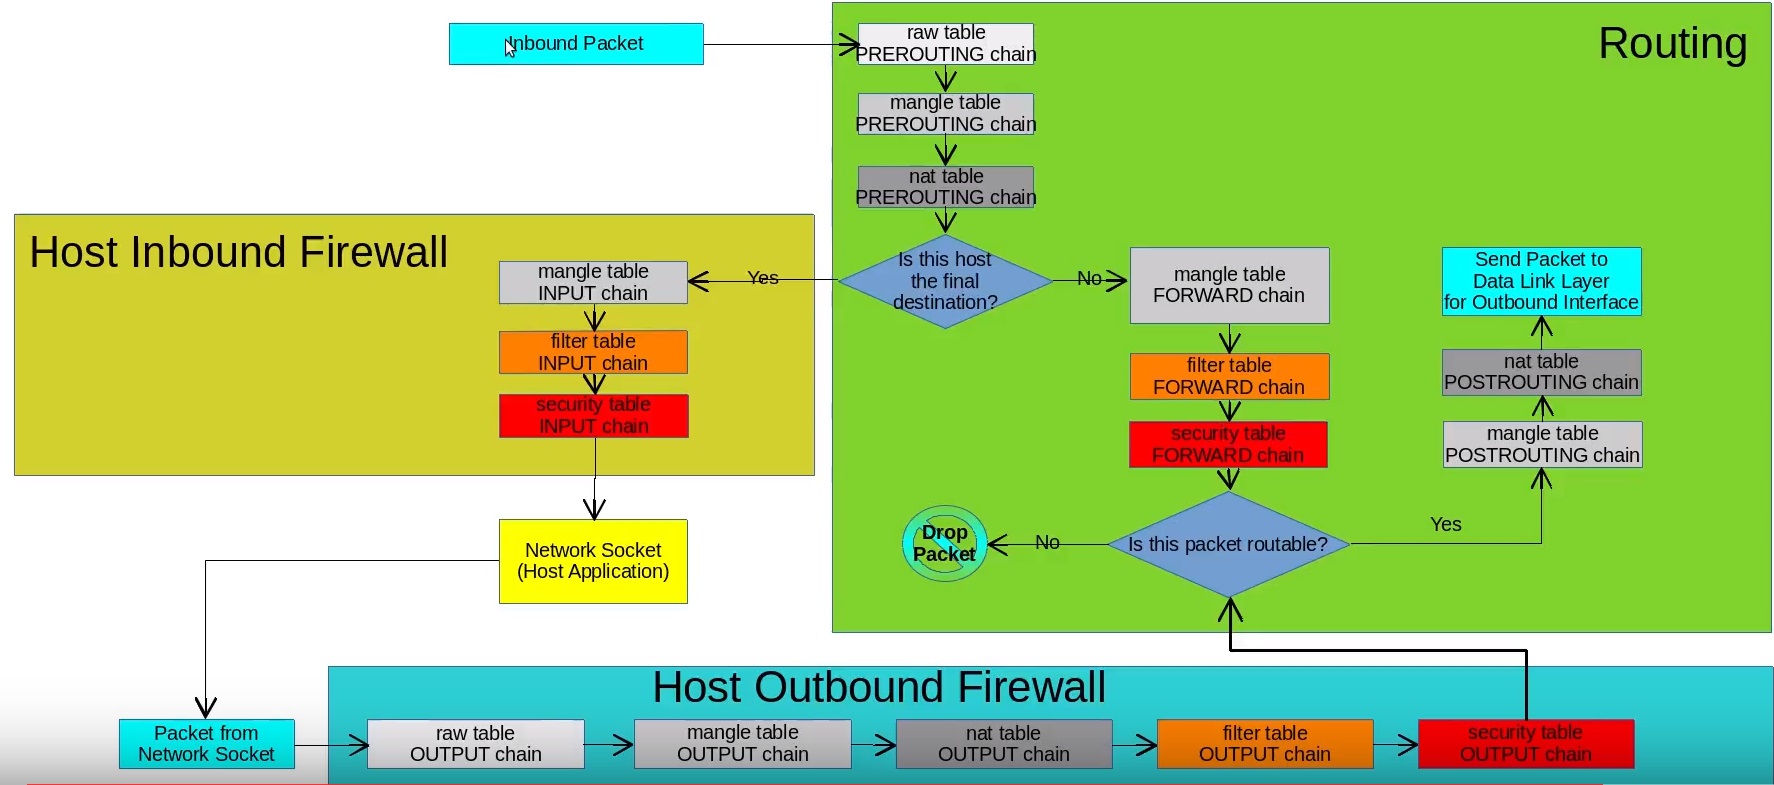 Inbound Packet
raw table
PREROUTING chain
Routing
mangle table
PREROUTING chain
nat table
PREROUTING chain
Host Inbound Firewall
mangle table
INPUT chain
Yes
Is this host
the final
destination?
No
mangle table
FORWARD chain
Send Packet to
Data Link Layer
for Outbound Interface
filter table
INPUT chain
filter table
FORWARD chain
nat table
POSTROUTING chain
security table
INPUT chain
security table
FORWARD chain
mangle table
POSTROUTING chain
Network Socket
(Host Application)
Drop
Packet
No
Is this packet routable?
Yes
Host Outbound Firewall
Packet from
Network Socket
raw table
OUTPUT chain
mangle table
OUTPUT chain
nat table
OUTPUT chain
filter table
OUTPUT chain
security table
OUTPUT chain